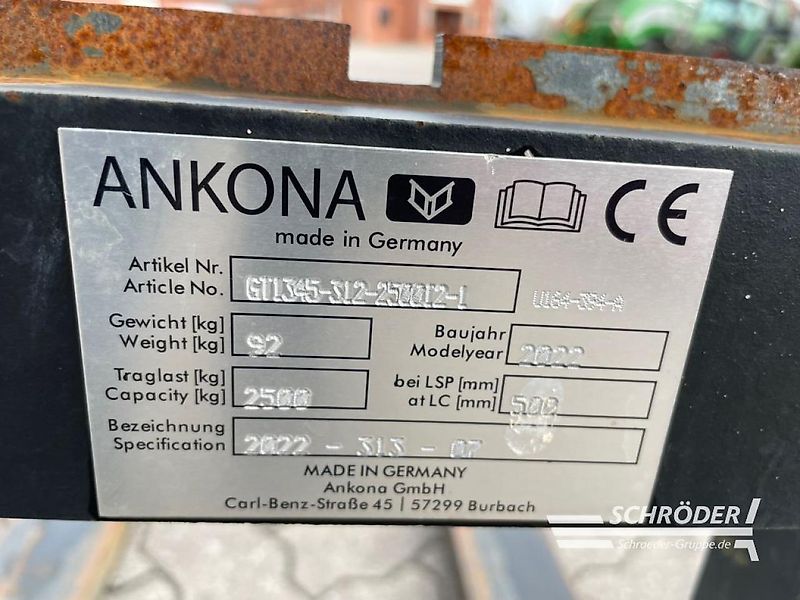 ANKONA CE
made in Germany
Artikel Nr.
Article No. GT1345-312-2500I2-1
Gewicht [kg]
Weight [kg] 92
Baujahr
Modelyear 2022
Traglast [kg]
Capacity [kg] 2500
bei LSP [mm]
at LC [mm] 500
Bezeichnung
Specification 2022 - 313 - 07
MADE IN GERMANY
Ankona GmbH
Carl-Benz-Straße 45 | 57299 Burbach
SCHRÖDER
Schroeder-Gruppe.de